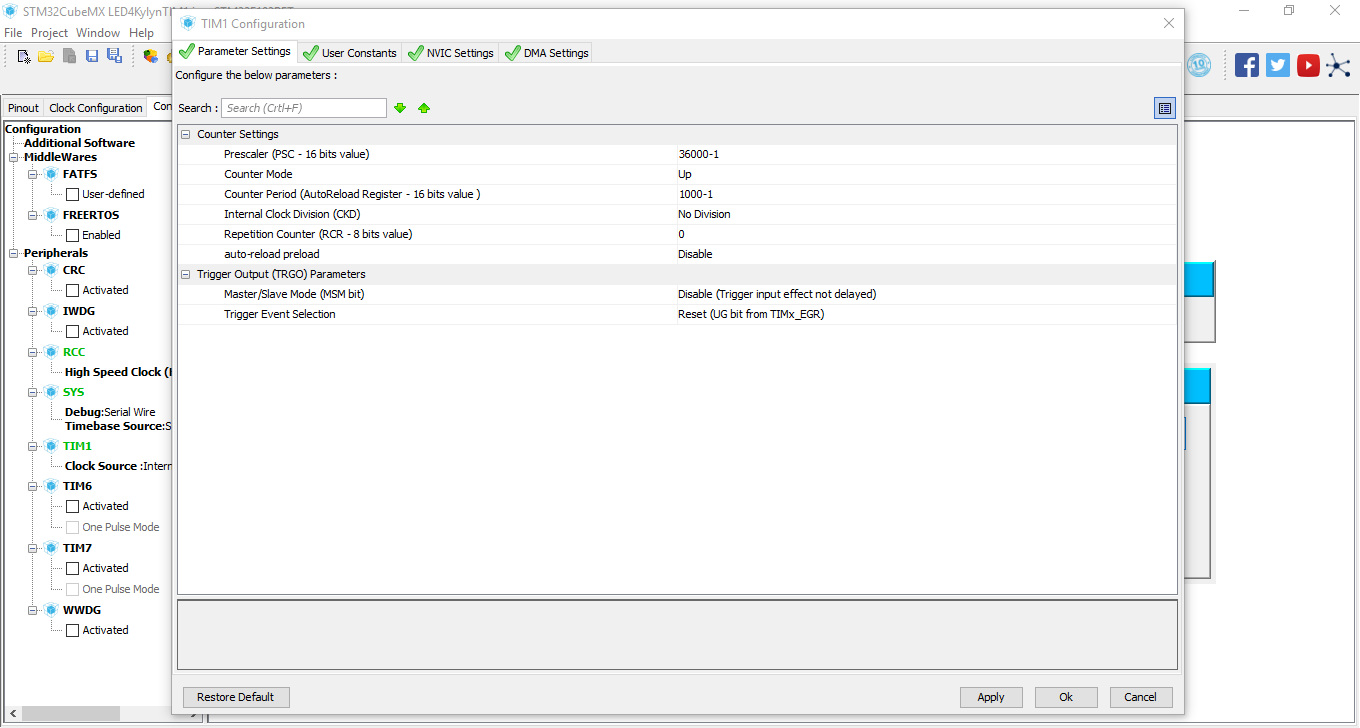 STM32CubeMX LED4KylynTIM
TIM1 Configuration
File Project Window Help
Parameter Settings User Constants NVIC Settings DMA Settings
Configure the below parameters :
Search : Search (Crtl+F)
Pinout Clock Configuration Con
Configuration
Additional Software
MiddleWares
FATFS
User-defined
FREERTOS
Enabled
Peripherals
CRC
Activated
IWDG
Activated
RCC
High Speed Clock (
SYS
Debug:Serial Wire
Timebase Source:S
TIM1
Clock Source :Intern
TIM6
Activated
One Pulse Mode
TIM7
Activated
One Pulse Mode
WWDG
Activated
Counter Settings
Prescaler (PSC - 16 bits value) 36000-1
Counter Mode Up
Counter Period (AutoReload Register - 16 bits value ) 1000-1
Internal Clock Division (CKD) No Division
Repetition Counter (RCR - 8 bits value) 0
auto-reload preload Disable
Trigger Output (TRGO) Parameters
Master/Slave Mode (MSM bit) Disable (Trigger input effect not delayed)
Trigger Event Selection Reset (UG bit from TIMx_EGR)
Restore Default Apply Ok Cancel